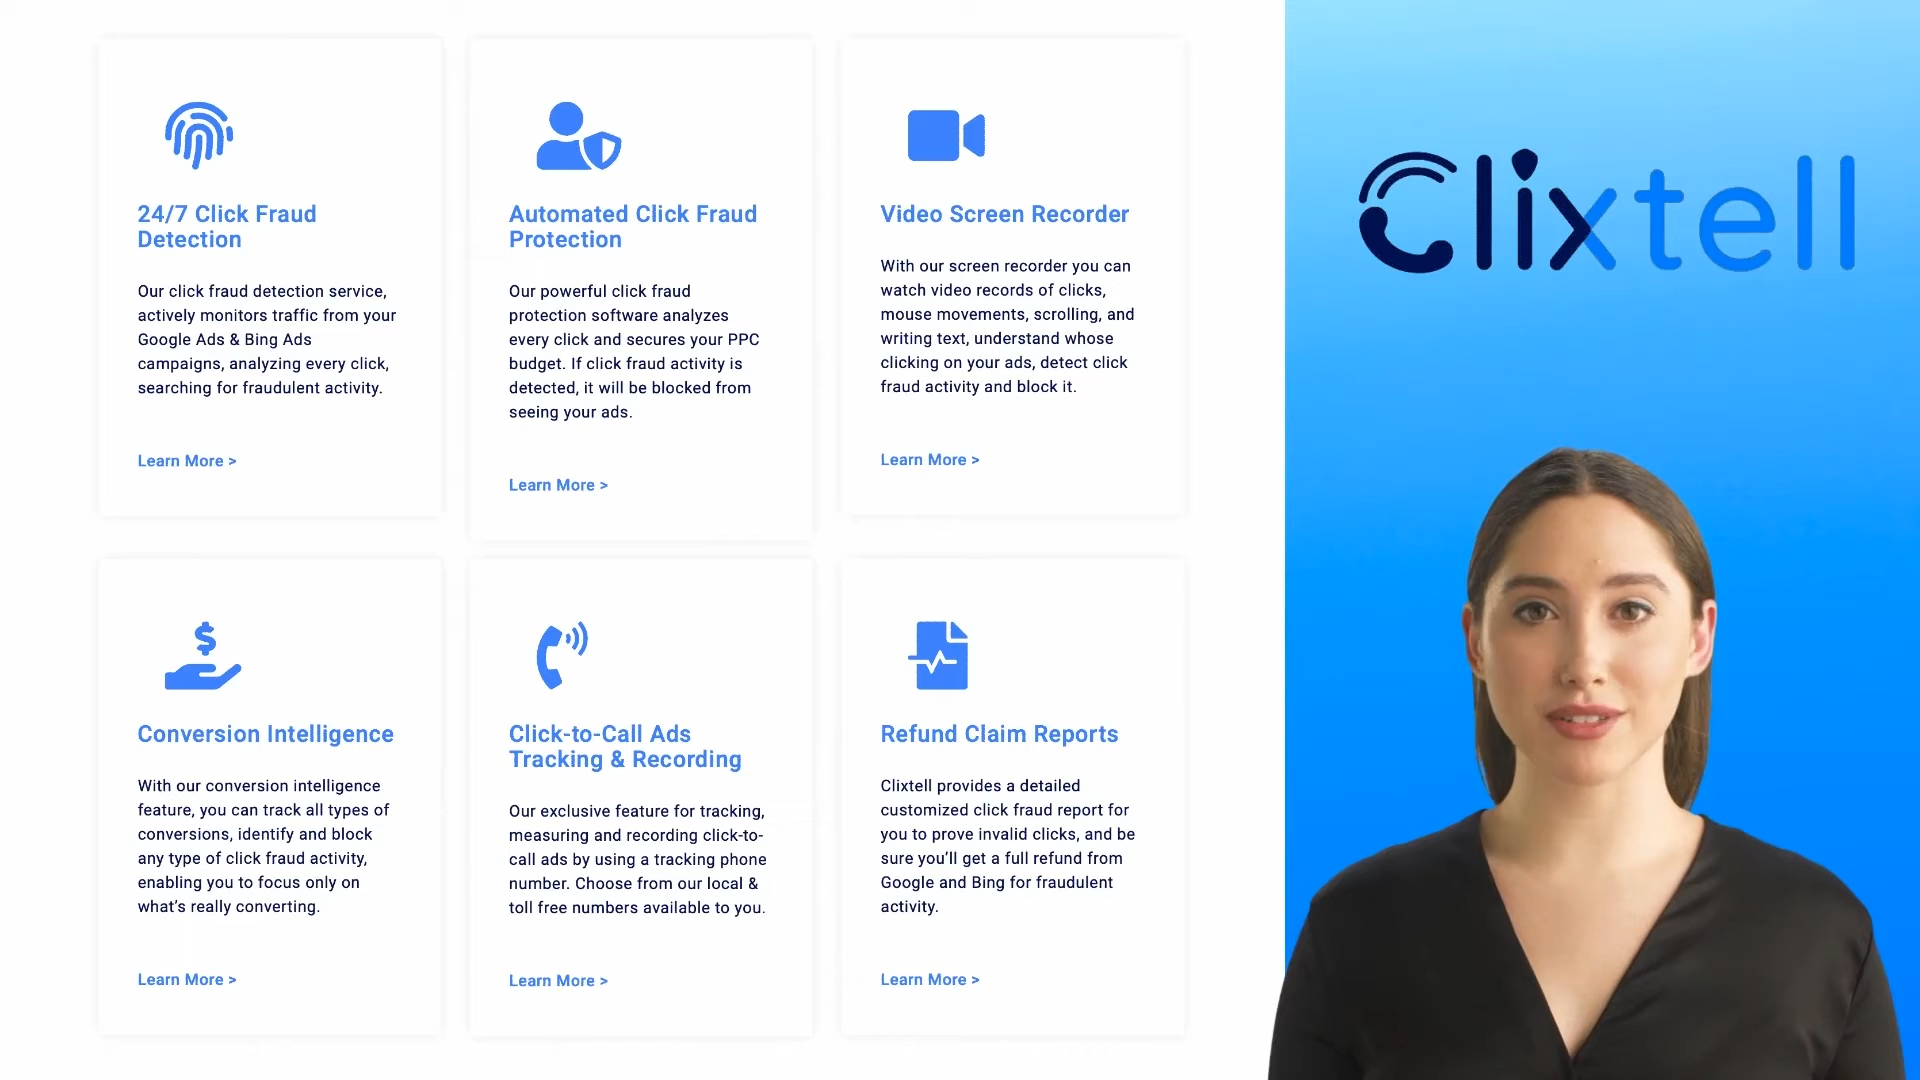 24/7 Click Fraud
Detection
Our click fraud detection service,
actively monitors traffic from your
Google Ads & Bing Ads
campaigns, analyzing every click,
searching for fraudulent activity.
Learn More >
Automated Click Fraud
Protection
Our powerful click fraud
protection software analyzes
every click and secures your PPC
budget. If click fraud activity is
detected, it will be blocked from
seeing your ads.
Learn More >
Video Screen Recorder
With our screen recorder you can
watch video records of clicks,
mouse movements, scrolling, and
writing text, understand whose
clicking on your ads, detect click
fraud activity and block it.
Learn More >
Conversion Intelligence
With our conversion intelligence
feature, you can track all types of
conversions, identify and block
any type of click fraud activity,
enabling you to focus only on
what's really converting.
Learn More >
Click-to-Call Ads
Tracking & Recording
Our exclusive feature for tracking,
measuring and recording click-to-
call ads by using a tracking phone
number. Choose from our local &
toll free numbers available to you.
Learn More >
Refund Claim Reports
Clixtell provides a detailed
customized click fraud report for
you to prove invalid clicks, and be
sure you'll get a full refund from
Google and Bing for fraudulent
activity.
Learn More >
Clixtell